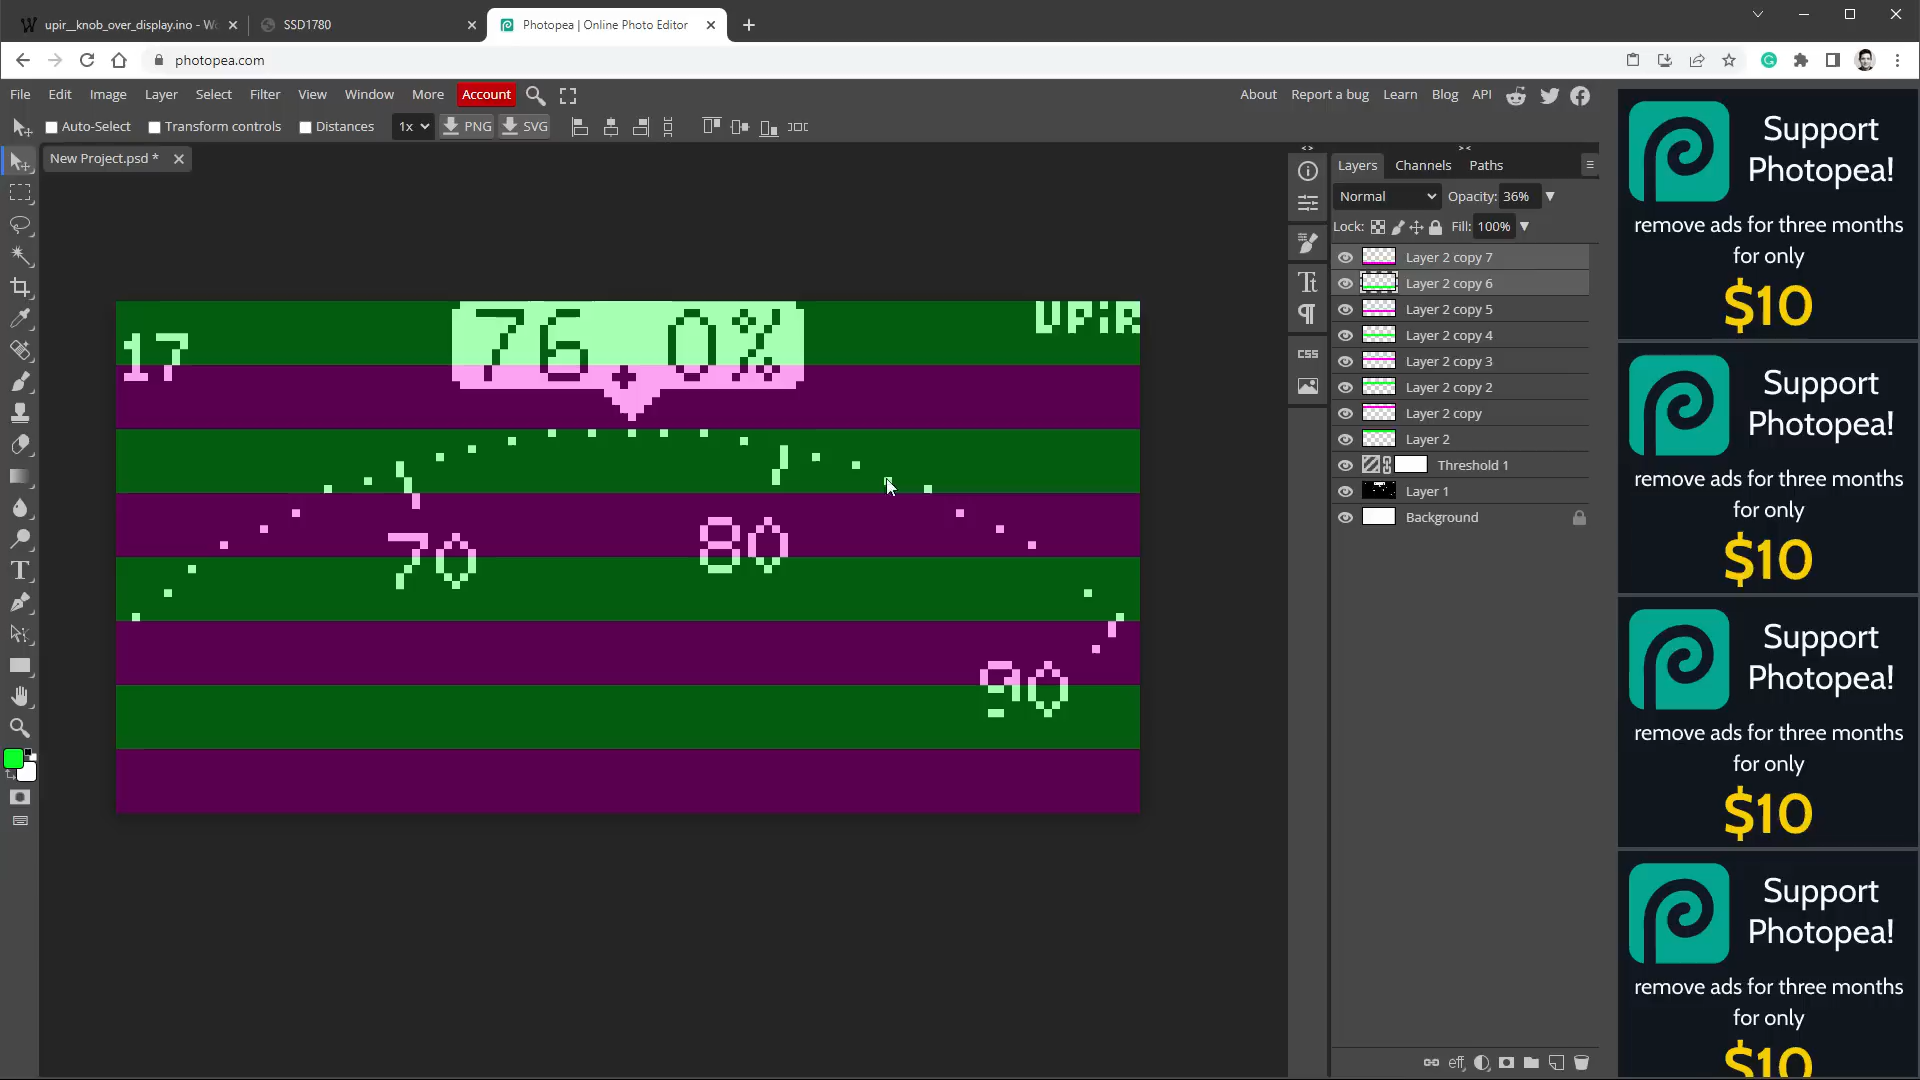 upir__knob_over_display.ino - Wo
SSD1780
Photopea | Online Photo Editor
photopea.com
File Edit Image Layer Select Filter View Window More Account
About Report a bug Learn Blog API
Auto-Select Transform controls Distances 1x PNG SVG
New Project.psd *
Layers Channels Paths
Normal Opacity: 36%
Lock: Fill: 100%
Layer 2 copy 7
Layer 2 copy 6
Layer 2 copy 5
Layer 2 copy 4
Layer 2 copy 3
Layer 2 copy 2
Layer 2 copy
Layer 2
Threshold 1
Layer 1
Background
CSS
eff
17
76.0%
UPiR
70
80
90
Support
Photopea!
remove ads for three months
for only
$10
Support
Photopea!
remove ads for three months
for only
$10
Support
Photopea!
remove ads for three months
for only
$10
Support
Photopea!
remove ads for three months
for only
$10